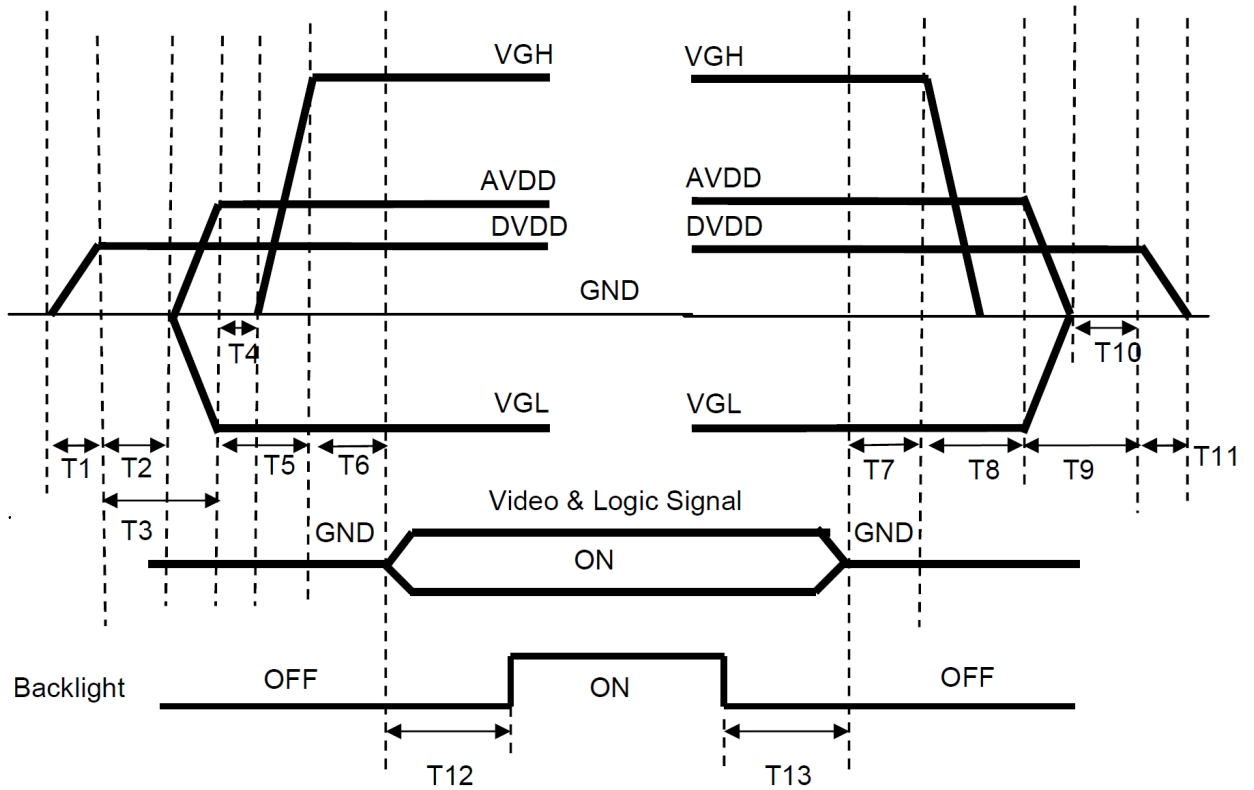 VGH
VGH
AVDD
AVDD
DVDD
DVDD
GND
T4
T10
VGL
VGL
T1
T2
T5
T6
T7
T8
T9
T11
T3
Video & Logic Signal
GND
ON
GND
Backlight
OFF
ON
OFF
T12
T13